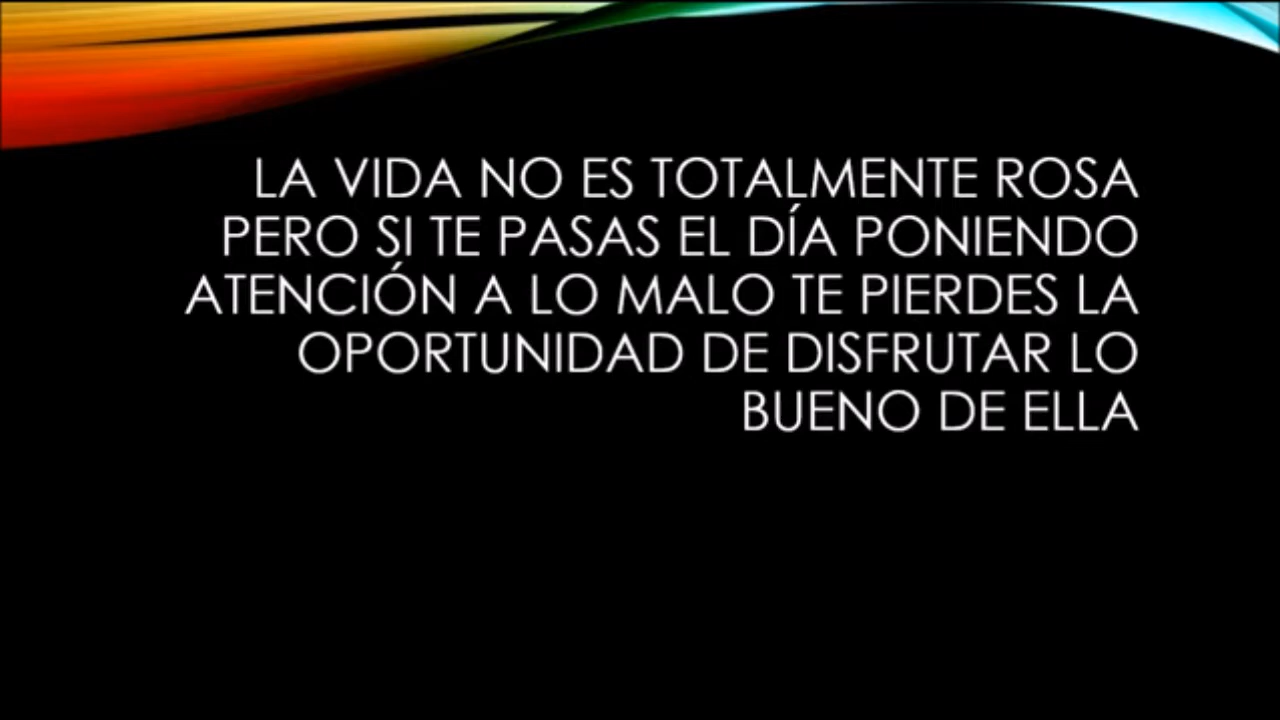 LA VIDA NO ES TOTALMENTE ROSA
PERO SI TE PASAS EL DÍA PONIENDO
ATENCIÓN A LO MALO TE PIERDES LA
OPORTUNIDAD DE DISFRUTAR LO
BUENO DE ELLA